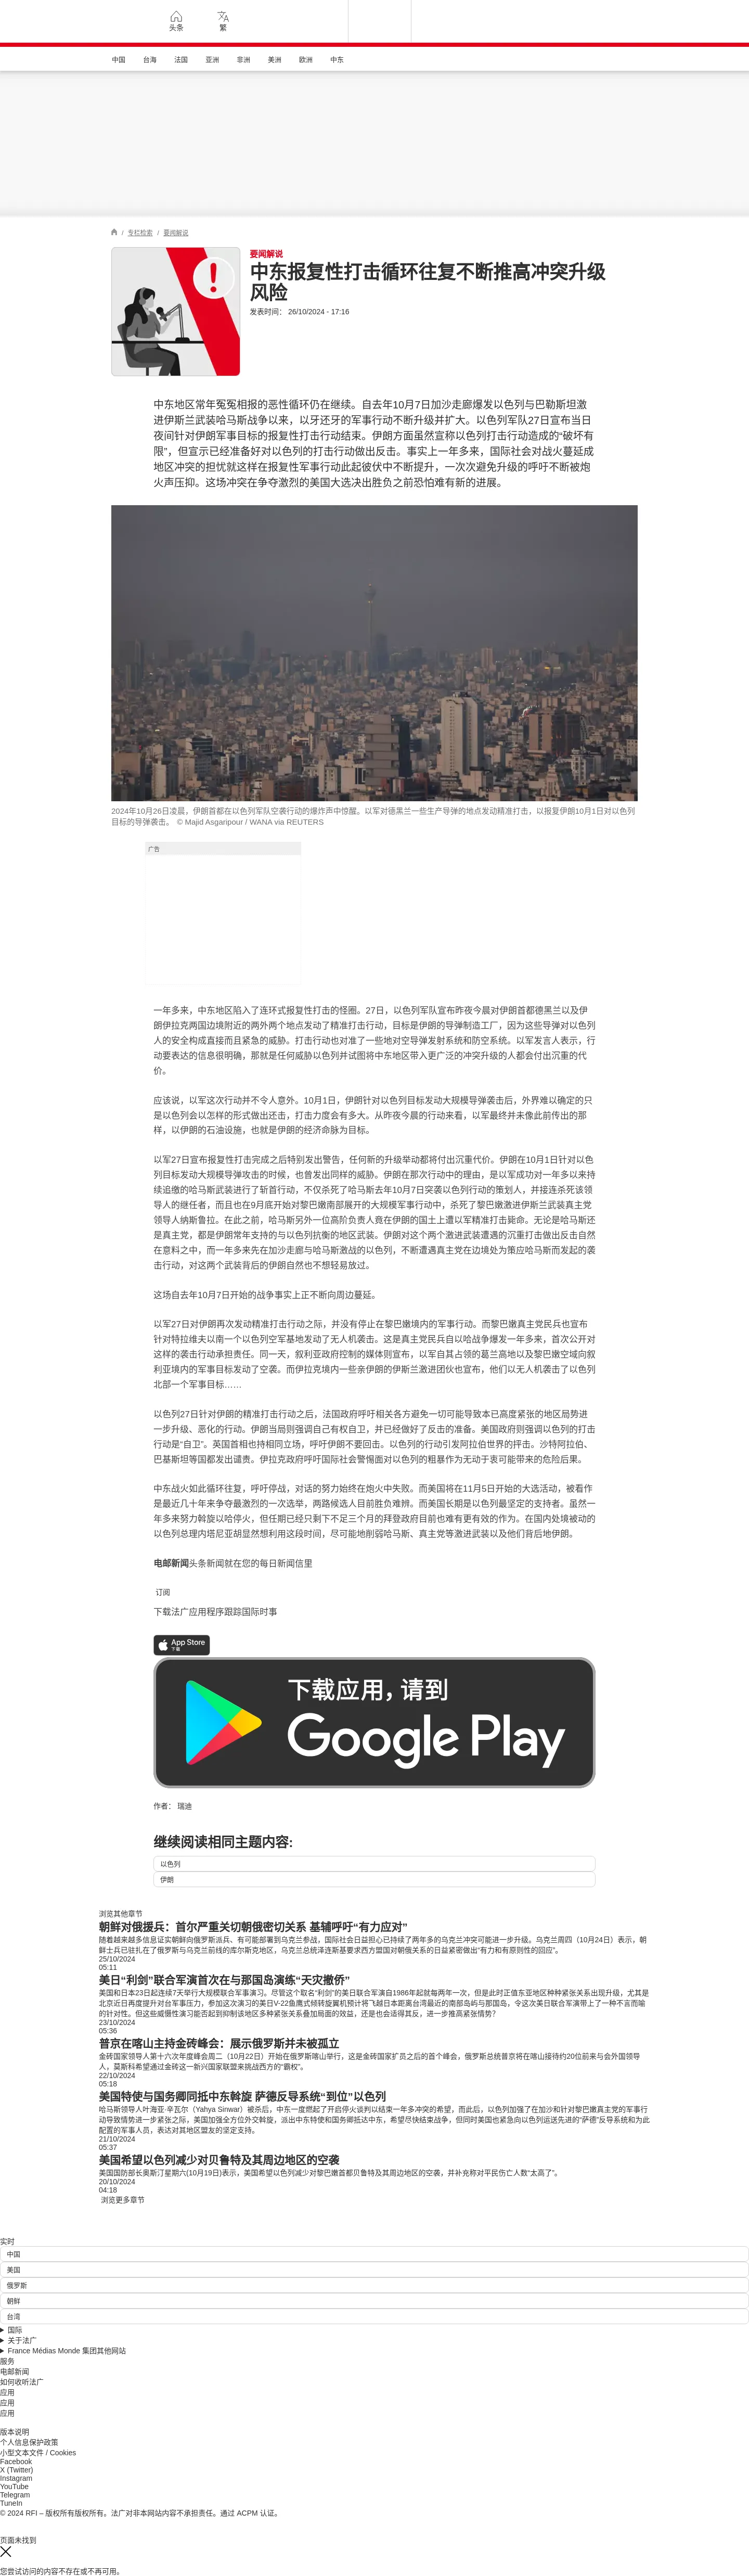 头条
繁
中国 台海 法国 亚洲 非洲 美洲 欧洲 中东
/ 专栏检索 / 要闻解说
要闻解说
中东报复性打击循环往复不断推高冲突升级
风险
发表时间： 26/10/2024 - 17:16
中东地区常年冤冤相报的恶性循环仍在继续。自去年10月7日加沙走廊爆发以色列与巴勒斯坦激
进伊斯兰武装哈马斯战争以来，以牙还牙的军事行动不断升级并扩大。以色列军队27日宣布当日
夜间针对伊朗军事目标的报复性打击行动结束。伊朗方面虽然宣称以色列打击行动造成的“破坏有
限”，但宣示已经准备好对以色列的打击行动做出反击。事实上一年多来，国际社会对战火蔓延成
地区冲突的担忧就这样在报复性军事行动此起彼伏中不断提升，一次次避免升级的呼吁不断被炮
火声压抑。这场冲突在争夺激烈的美国大选决出胜负之前恐怕难有新的进展。
2024年10月26日凌晨，伊朗首都在以色列军队空袭行动的爆炸声中惊醒。以军对德黑兰一些生产导弹的地点发动精准打击，以报复伊朗10月1日对以色列
目标的导弹袭击。 © Majid Asgaripour / WANA via REUTERS
广告
一年多来，中东地区陷入了连环式报复性打击的怪圈。27日，以色列军队宣布昨夜今晨对伊朗首都德黑兰以及伊
朗伊拉克两国边境附近的两外两个地点发动了精准打击行动，目标是伊朗的导弹制造工厂，因为这些导弹对以色列
人的安全构成直接而且紧急的威胁。打击行动也对准了一些地对空导弹发射系统和防空系统。以军发言人表示，行
动要表达的信息很明确，那就是任何威胁以色列并试图将中东地区带入更广泛的冲突升级的人都会付出沉重的代
价。
应该说，以军这次行动并不令人意外。10月1日，伊朗针对以色列目标发动大规模导弹袭击后，外界难以确定的只
是以色列会以怎样的形式做出还击，打击力度会有多大。从昨夜今晨的行动来看，以军最终并未像此前传出的那
样，以伊朗的石油设施，也就是伊朗的经济命脉为目标。
以军27日宣布报复性打击完成之后特别发出警告，任何新的升级举动都将付出沉重代价。伊朗在10月1日针对以色
列目标发动大规模导弹攻击的时候，也曾发出同样的威胁。伊朗在那次行动中的理由，是以军成功对一年多以来持
续追缴的哈马斯武装进行了斩首行动，不仅杀死了哈马斯去年10月7日突袭以色列行动的策划人，并接连杀死该领
导人的继任者，而且也在9月底开始对黎巴嫩南部展开的大规模军事行动中，杀死了黎巴嫩激进伊斯兰武装真主党
领导人纳斯鲁拉。在此之前，哈马斯另外一位高阶负责人竟在伊朗的国土上遭以军精准打击毙命。无论是哈马斯还
是真主党，都是伊朗常年支持的与以色列抗衡的地区武装。伊朗对这个两个激进武装遭遇的沉重打击做出反击自然
在意料之中，而一年多来先在加沙走廊与哈马斯激战的以色列，不断遭遇真主党在边境处为策应哈马斯而发起的袭
击行动，对这两个武装背后的伊朗自然也不想轻易放过。
这场自去年10月7日开始的战争事实上正不断向周边蔓延。
以军27日对伊朗再次发动精准打击行动之际，并没有停止在黎巴嫩境内的军事行动。而黎巴嫩真主党民兵也宣布
针对特拉维夫以南一个以色列空军基地发动了无人机袭击。这是真主党民兵自以哈战争爆发一年多来，首次公开对
这样的袭击行动承担责任。同一天，叙利亚政府控制的媒体则宣布，以军自其占领的葛兰高地以及黎巴嫩空域向叙
利亚境内的军事目标发动了空袭。而伊拉克境内一些亲伊朗的伊斯兰激进团伙也宣布，他们以无人机袭击了以色列
北部一个军事目标……
以色列27日针对伊朗的精准打击行动之后，法国政府呼吁相关各方避免一切可能导致本已高度紧张的地区局势进
一步升级、恶化的行动。伊朗当局则强调自己有权自卫，并已经做好了反击的准备。美国政府则强调以色列的打击
行动是“自卫”。英国首相也持相同立场，呼吁伊朗不要回击。以色列的行动引发阿拉伯世界的抨击。沙特阿拉伯、
巴基斯坦等国都发出谴责。伊拉克政府呼吁国际社会警惕面对以色列的粗暴作为无动于衷可能带来的危险后果。
中东战火如此循环往复，呼吁停战，对话的努力始终在炮火中失败。而美国将在11月5日开始的大选活动，被看作
是最近几十年来争夺最激烈的一次选举，两路候选人目前胜负难辨。而美国长期是以色列最坚定的支持者。虽然一
年多来努力斡旋以哈停火，但任期已经只剩下不足三个月的拜登政府目前也难有更有效的作为。在国内处境被动的
以色列总理内塔尼亚胡显然想利用这段时间，尽可能地削弱哈马斯、真主党等激进武装以及他们背后地伊朗。
电邮新闻头条新闻就在您的每日新闻信里
订阅
下载法广应用程序跟踪国际时事
App Store
下载
下载应用,请到
Google Play
作者： 瑞迪
继续阅读相同主题内容:
以色列
伊朗
浏览其他章节
朝鲜对俄援兵：首尔严重关切朝俄密切关系 基辅呼吁“有力应对”
随着越来越多信息证实朝鲜向俄罗斯派兵、有可能部署到乌克兰参战，国际社会日益担心已持续了两年多的乌克兰冲突可能进一步升级。乌克兰周四（10月24日）表示，朝
鲜士兵已驻扎在了俄罗斯与乌克兰前线的库尔斯克地区，乌克兰总统泽连斯基要求西方盟国对朝俄关系的日益紧密做出“有力和有原则性的回应”。
25/10/2024
05:11
美日“利剑”联合军演首次在与那国岛演练“天灾撤侨”
美国和日本23日起连续7天举行大规模联合军事演习。尽管这个取名“利剑”的美日联合军演自1986年起就每两年一次，但是此时正值东亚地区种种紧张关系出现升级，尤其是
北京近日再度提升对台军事压力，参加这次演习的美日V-22鱼鹰式倾转旋翼机预计将飞越日本距离台湾最近的南部岛屿与那国岛，令这次美日联合军演带上了一种不言而喻
的针对性。但这些威慑性演习能否起到抑制该地区多种紧张关系叠加局面的效益，还是也会适得其反，进一步推高紧张情势？
23/10/2024
05:36
普京在喀山主持金砖峰会：展示俄罗斯并未被孤立
金砖国家领导人第十六次年度峰会周二（10月22日）开始在俄罗斯喀山举行，这是金砖国家扩员之后的首个峰会，俄罗斯总统普京将在喀山接待约20位前来与会外国领导
人，莫斯科希望通过金砖这一新兴国家联盟来挑战西方的“霸权”。
22/10/2024
05:18
美国特使与国务卿同抵中东斡旋 萨德反导系统“到位”以色列
哈马斯领导人叶海亚·辛瓦尔（Yahya Sinwar）被杀后，中东一度燃起了开启停火谈判以结束一年多冲突的希望，而此后，以色列加强了在加沙和针对黎巴嫩真主党的军事行
动导致情势进一步紧张之际，美国加强全方位外交斡旋，派出中东特使和国务卿抵达中东，希望尽快结束战争，但同时美国也紧急向以色列运送先进的“萨德”反导系统和为此
配置的军事人员，表达对其地区盟友的坚定支持。
21/10/2024
05:37
美国希望以色列减少对贝鲁特及其周边地区的空袭
美国国防部长奥斯汀星期六(10月19日)表示，美国希望以色列减少对黎巴嫩首都贝鲁特及其周边地区的空袭，并补充称对平民伤亡人数“太高了”。
20/10/2024
04:18
浏览更多章节
实时
中国
美国
俄罗斯
朝鲜
台湾
国际
关于法广
France Médias Monde 集团其他网站
服务
电邮新闻
如何收听法广
应用
应用
应用
版本说明
个人信息保护政策
小型文本文件 / Cookies
Facebook
X (Twitter)
Instagram
YouTube
Telegram
TuneIn
© 2024 RFI – 版权所有版权所有。法广对非本网站内容不承担责任。通过 ACPM 认证。
页面未找到
您尝试访问的内容不存在或不再可用。